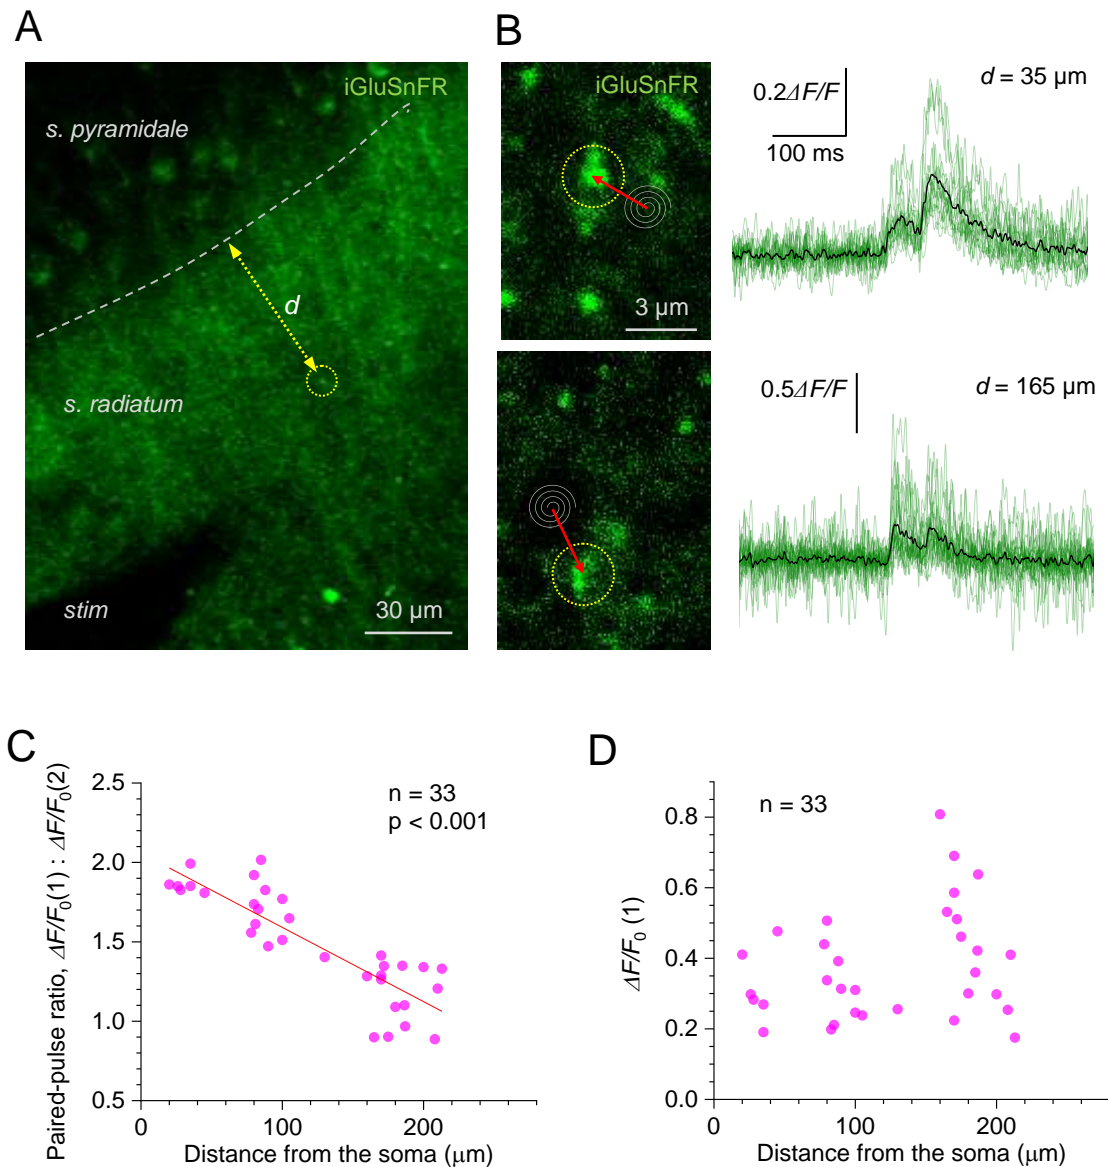 A
iGluSnFR
s. pyramidale
d
s. radiatum
stim
30 µm
B
iGluSnFR
3 µm
0.2ΔF/F
100 ms
d = 35 µm
0.5ΔF/F
d = 165 µm
C
Paired-pulse ratio, ΔF/F₀(1) : ΔF/F₀(2)
2.5
2.0
1.5
1.0
0.5
n = 33
p < 0.001
0
100
200
Distance from the soma (µm)
D
ΔF/F₀ (1)
0.8
0.6
0.4
0.2
0.0
n = 33
0
100
200
Distance from the soma (µm)